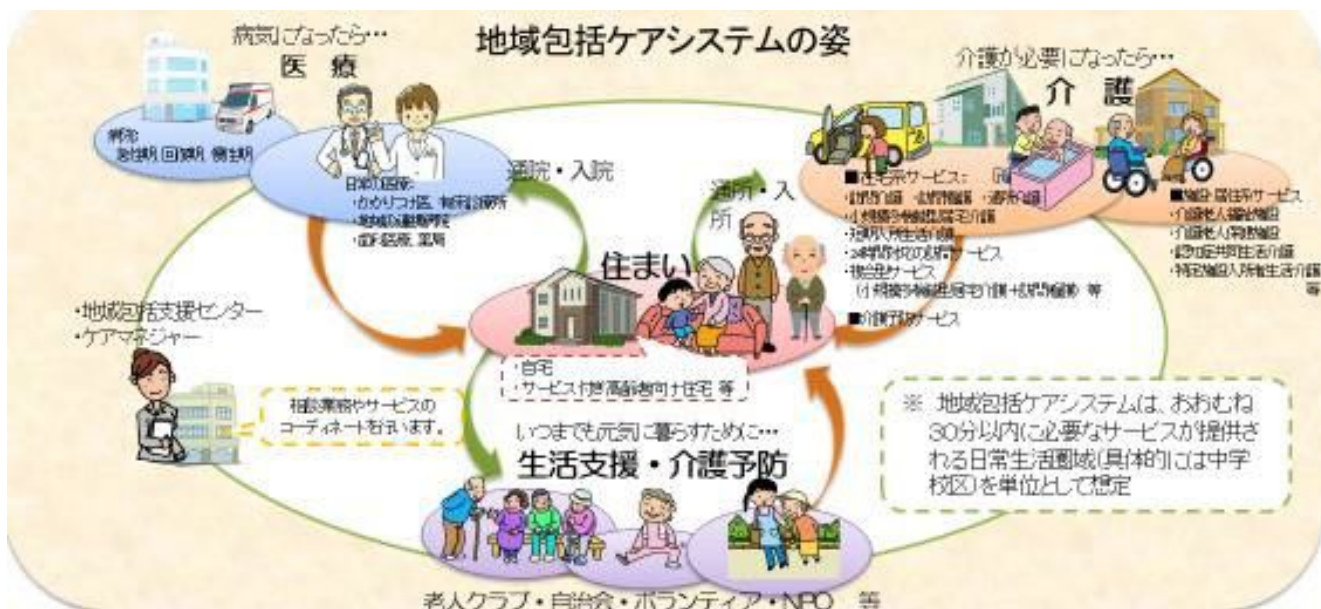 地域包括ケアシステムの姿
病気になったら…
医 療
病院:
急性期、回復期、慢性期
日常の医療:
・かかりつけ医、有床診療所
・地域の連携病院
・歯科医療、薬局
通院・入院
通所・入
所
介護が必要になったら…
介 護
■在宅系サービス:
・訪問介護 ・訪問看護 ・通所介護
・小規模多機能型居宅介護
・短期入所生活介護
・24時間対応の訪問サービス
・複合型サービス
(小規模多機能型居宅介護+訪問看護) 等
■介護予防サービス
■施設・居住系サービス
・介護老人福祉施設
・介護老人保健施設
・認知症共同生活介護
・特定施設入所者生活介護
等
住まい
・自宅
・サービス付き高齢者向け住宅 等
・地域包括支援センター
・ケアマネジャー
相談業務やサービスの
コーディネートを行います。
いつまでも元気に暮らすために…
生活支援・介護予防
※ 地域包括ケアシステムは、おおむね
30分以内に必要なサービスが提供さ
れる日常生活圏域(具体的には中学
校区)を単位として想定
老人クラブ・自治会・ボランティア・NPO 等